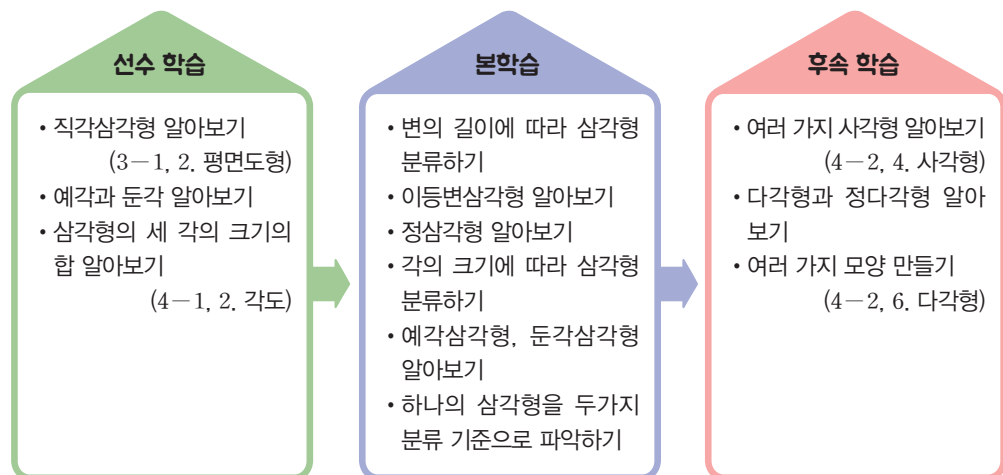 선수 학습
• 직각삼각형 알아보기
(3－1, 2. 평면도형)
• 예각과 둔각 알아보기
• 삼각형의 세 각의 크기의
합 알아보기
(4－1, 2. 각도)
본학습
• 변의 길이에 따라 삼각형
분류하기
• 이등변삼각형 알아보기
• 정삼각형 알아보기
• 각의 크기에 따라 삼각형
분류하기
• 예각삼각형, 둔각삼각형
알아보기
• 하나의 삼각형을 두가지
분류 기준으로 파악하기
후속 학습
• 여러 가지 사각형 알아보기
(4－2, 4. 사각형)
• 다각형과 정다각형 알아
보기
• 여러 가지 모양 만들기
(4－2, 6. 다각형)